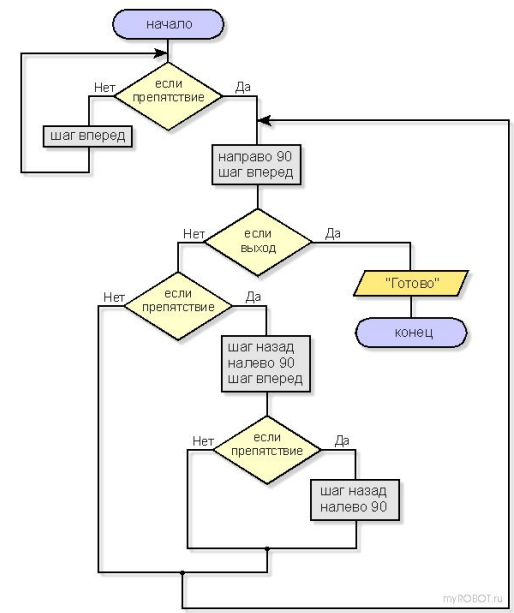 начало
если
препятствие
Нет
Да
шаг вперед
направо 90
шаг вперед
если
выход
Нет
Да
"Готово"
конец
если
препятствие
Нет
Да
шаг назад
налево 90
шаг вперед
если
препятствие
Нет
Да
шаг назад
налево 90
myROBOT.ru